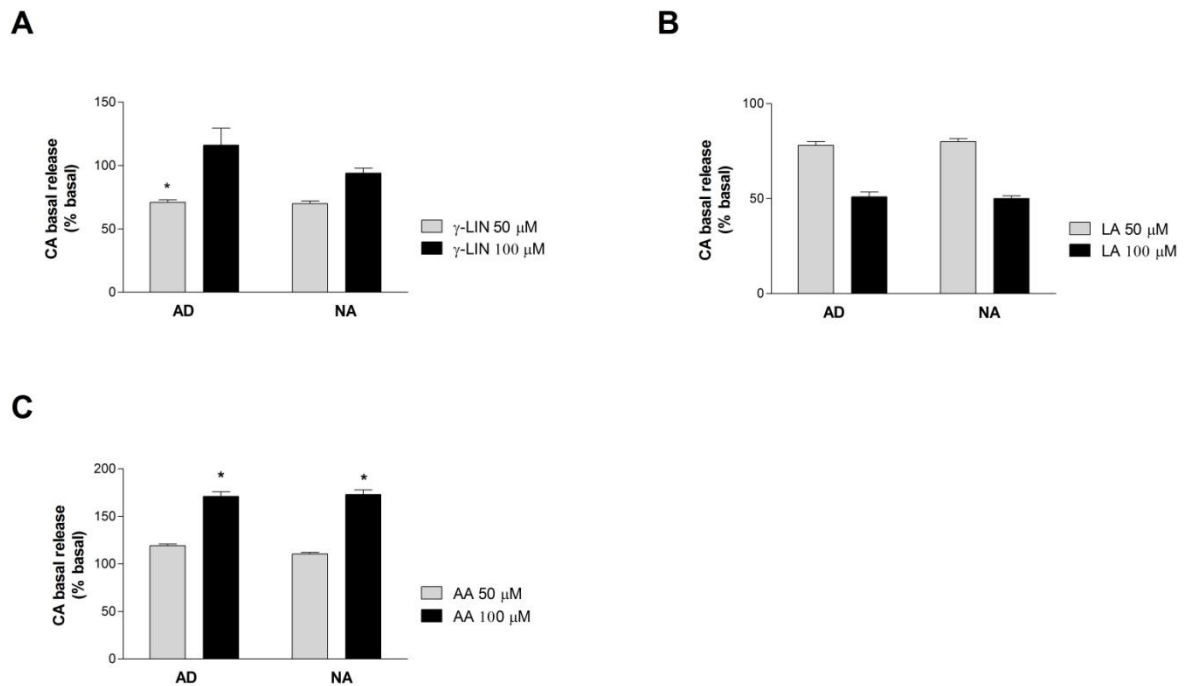 A
CA basal release
(% basal)
150
100
50
0
*
AD
NA
γ-LIN 50 μM
γ-LIN 100 μM
B
CA basal release
(% basal)
100
50
0
AD
NA
LA 50 μM
LA 100 μM
C
CA basal release
(% basal)
200
150
100
50
0
*
*
AD
NA
AA 50 μM
AA 100 μM